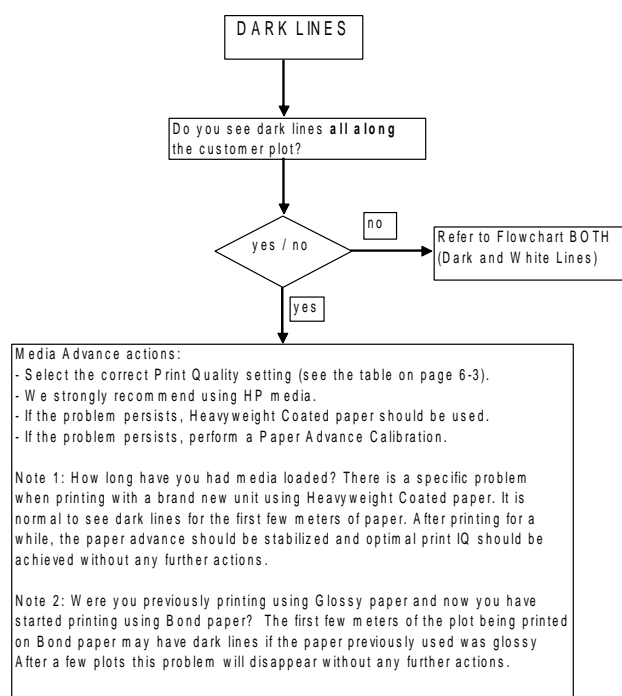 DARK LINES
Do you see dark lines all along
the customer plot?
yes / no
no
Refer to Flowchart BOTH
(Dark and White Lines)
yes
Media Advance actions:
- Select the correct Print Quality setting (see the table on page 6-3).
- We strongly recommend using HP media.
- If the problem persists, Heavyweight Coated paper should be used.
- If the problem persists, perform a Paper Advance Calibration.
Note 1: How long have you had media loaded? There is a specific problem
when printing with a brand new unit using Heavyweight Coated paper. It is
normal to see dark lines for the first few meters of paper. After printing for a
while, the paper advance should be stabilized and optimal print IQ should be
achieved without any further actions.
Note 2: Were you previously printing using Glossy paper and now you have
started printing using Bond paper? The first few meters of the plot being printed
on Bond paper may have dark lines if the paper previously used was glossy
After a few plots this problem will disappear without any further actions.